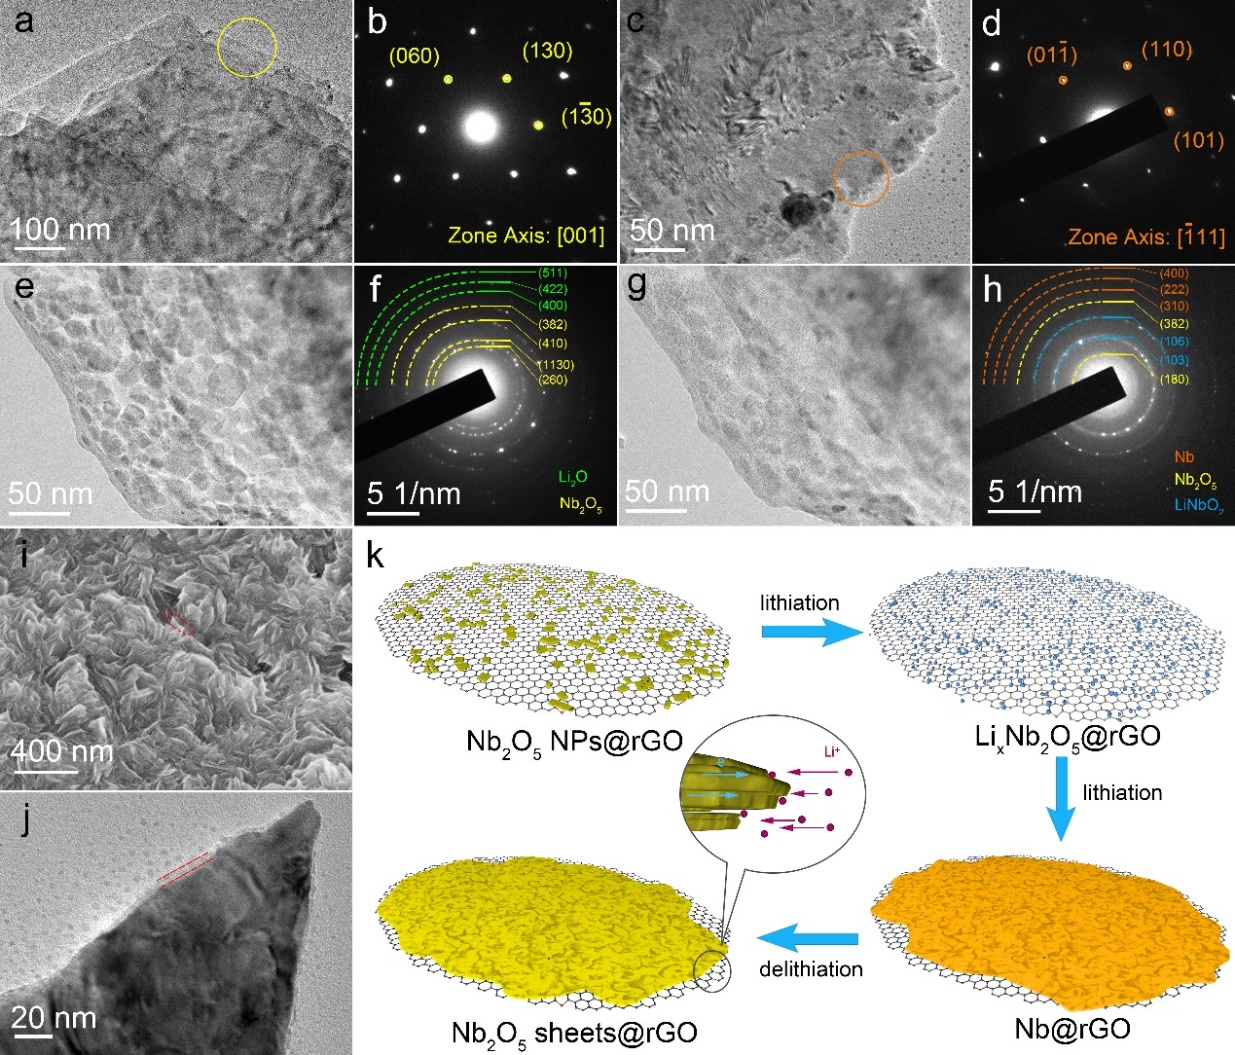 a
100 nm
b
(060)
(130)
(13̅0)
Zone Axis: [001]
c
50 nm
d
(011̅)
(110)
(101)
Zone Axis: [1̅11]
e
50 nm
f
(511)
(422)
(400)
(382)
(410)
(1130)
(260)
Li₂O
Nb₂O₅
5 1/nm
g
50 nm
h
(400)
(222)
(310)
(382)
(106)
(103)
(180)
Nb
Nb₂O₅
LiNbO₂
5 1/nm
i
400 nm
j
20 nm
k
lithiation
Nb₂O₅ NPs@rGO
LiₓNb₂O₅@rGO
Li⁺
lithiation
delithiation
Nb₂O₅ sheets@rGO
Nb@rGO